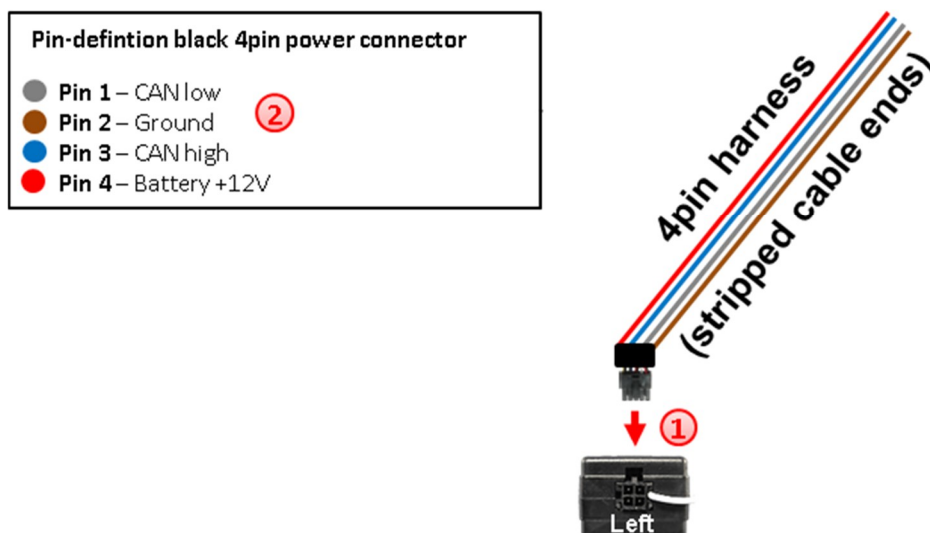 Pin-defintion black 4pin power connector
Pin 1 – CAN low
Pin 2 – Ground
Pin 3 – CAN high
Pin 4 – Battery +12V
2
4pin harness
(stripped cable ends)
1
Left